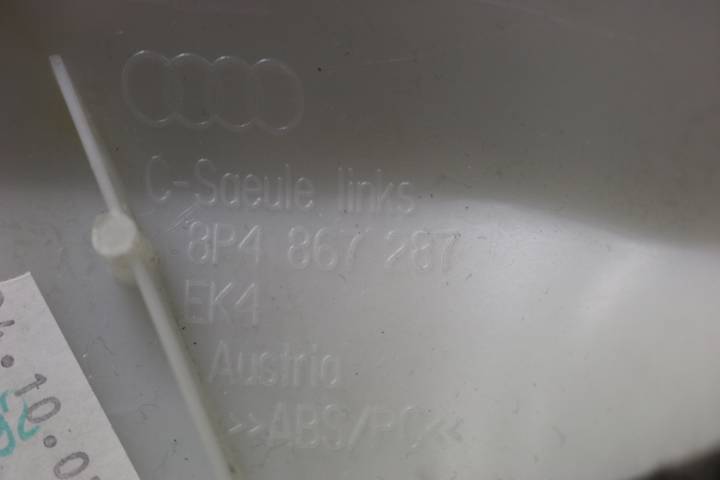 C-Saeule links
8P4 867 287
EK4
Austria
>>ABS/PC<<